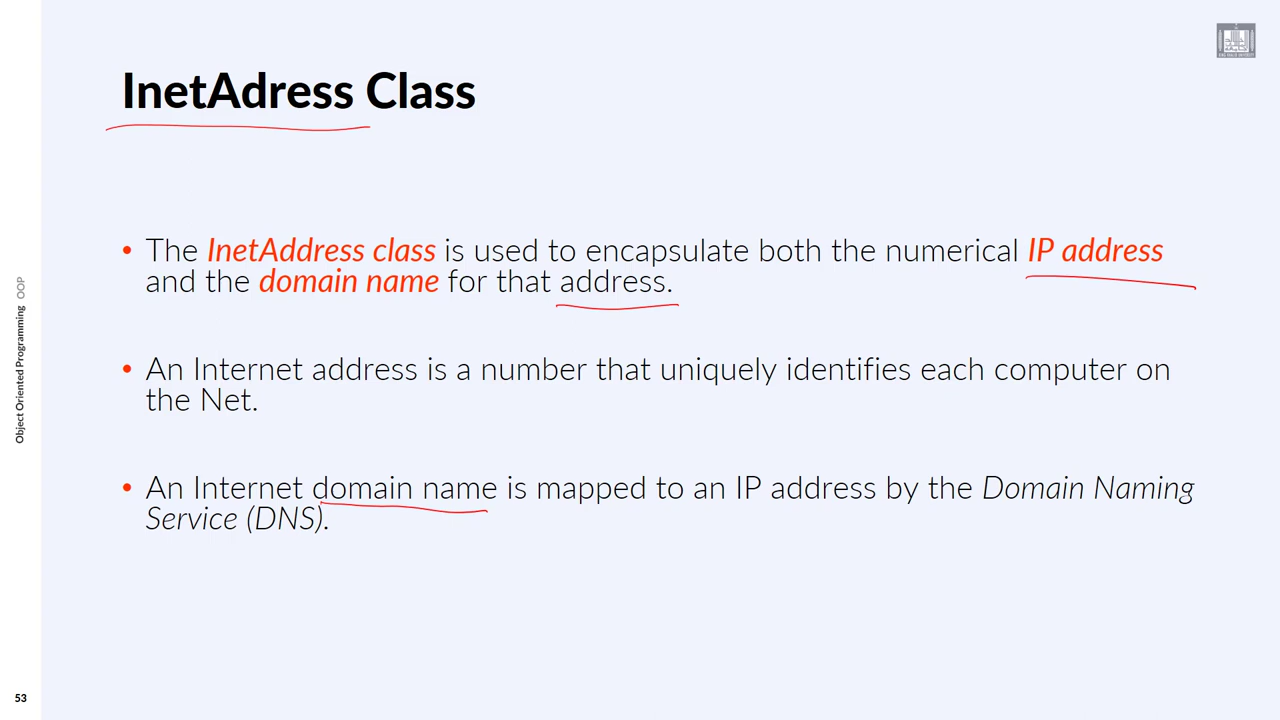 InetAdress Class
• The InetAddress class is used to encapsulate both the numerical IP address
and the domain name for that address.
• An Internet address is a number that uniquely identifies each computer on
the Net.
• An Internet domain name is mapped to an IP address by the Domain Naming
Service (DNS).
Object Oriented Programming OOP
53